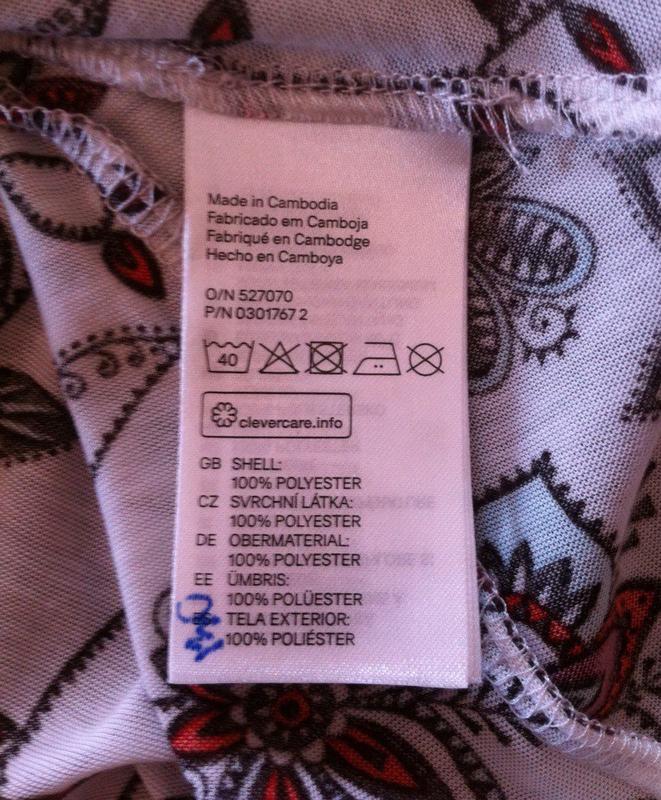 Made in Cambodia
Fabricado em Camboja
Fabriqué en Cambodge
Hecho en Camboya
O/N 527070
P/N 0301767 2
40
clevercare.info
GB SHELL:
100% POLYESTER
CZ SVRCHNÍ LÁTKA:
100% POLYESTER
DE OBERMATERIAL:
100% POLYESTER
EE ÜMBRIS:
100% POLÜESTER
ES TELA EXTERIOR:
100% POLIÉSTER